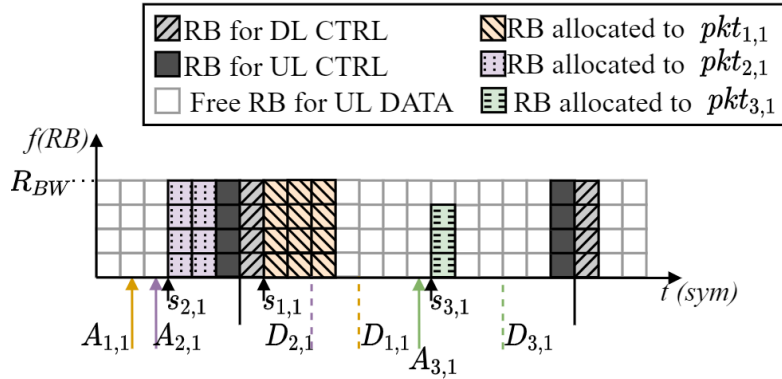 RB for DL CTRL
RB allocated to pkt1,1
RB for UL CTRL
RB allocated to pkt2,1
Free RB for UL DATA
RB allocated to pkt3,1
f(RB)
RBW
t (sym)
s2,1
s1,1
s3,1
A1,1
A2,1
D2,1
D1,1
A3,1
D3,1